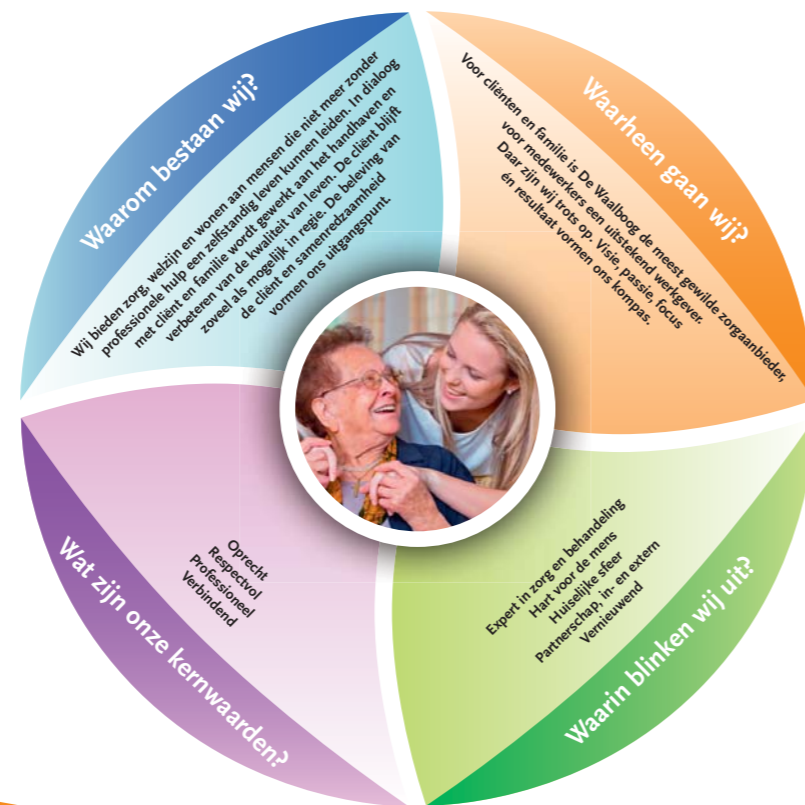 Waarom bestaan wij?
Wij bieden zorg, welzijn en wonen aan mensen die niet meer zonder
professionele hulp een zelfstandig leven kunnen leiden. In dialoog
met cliënt en familie wordt gewerkt aan het handhaven en
verbeteren van de kwaliteit van leven. De cliënt blijft
zoveel als mogelijk in regie. De beleving van
de cliënt en samenredzaamheid
vormen ons uitgangspunt.
Waarheen gaan wij?
Voor cliënten en familie is De Waalboog de meest gewilde zorgaanbieder,
voor medewerkers een uitstekend werkgever.
Daar zijn wij trots op. Visie, passie, focus
én resultaat vormen ons kompas.
Wat zijn onze kernwaarden?
Oprecht
Respectvol
Professioneel
Verbindend
Waarin blinken wij uit?
Expert in zorg en behandeling
Hart voor de mens
Huiselijke sfeer
Partnerschap, in- en extern
Vernieuwend